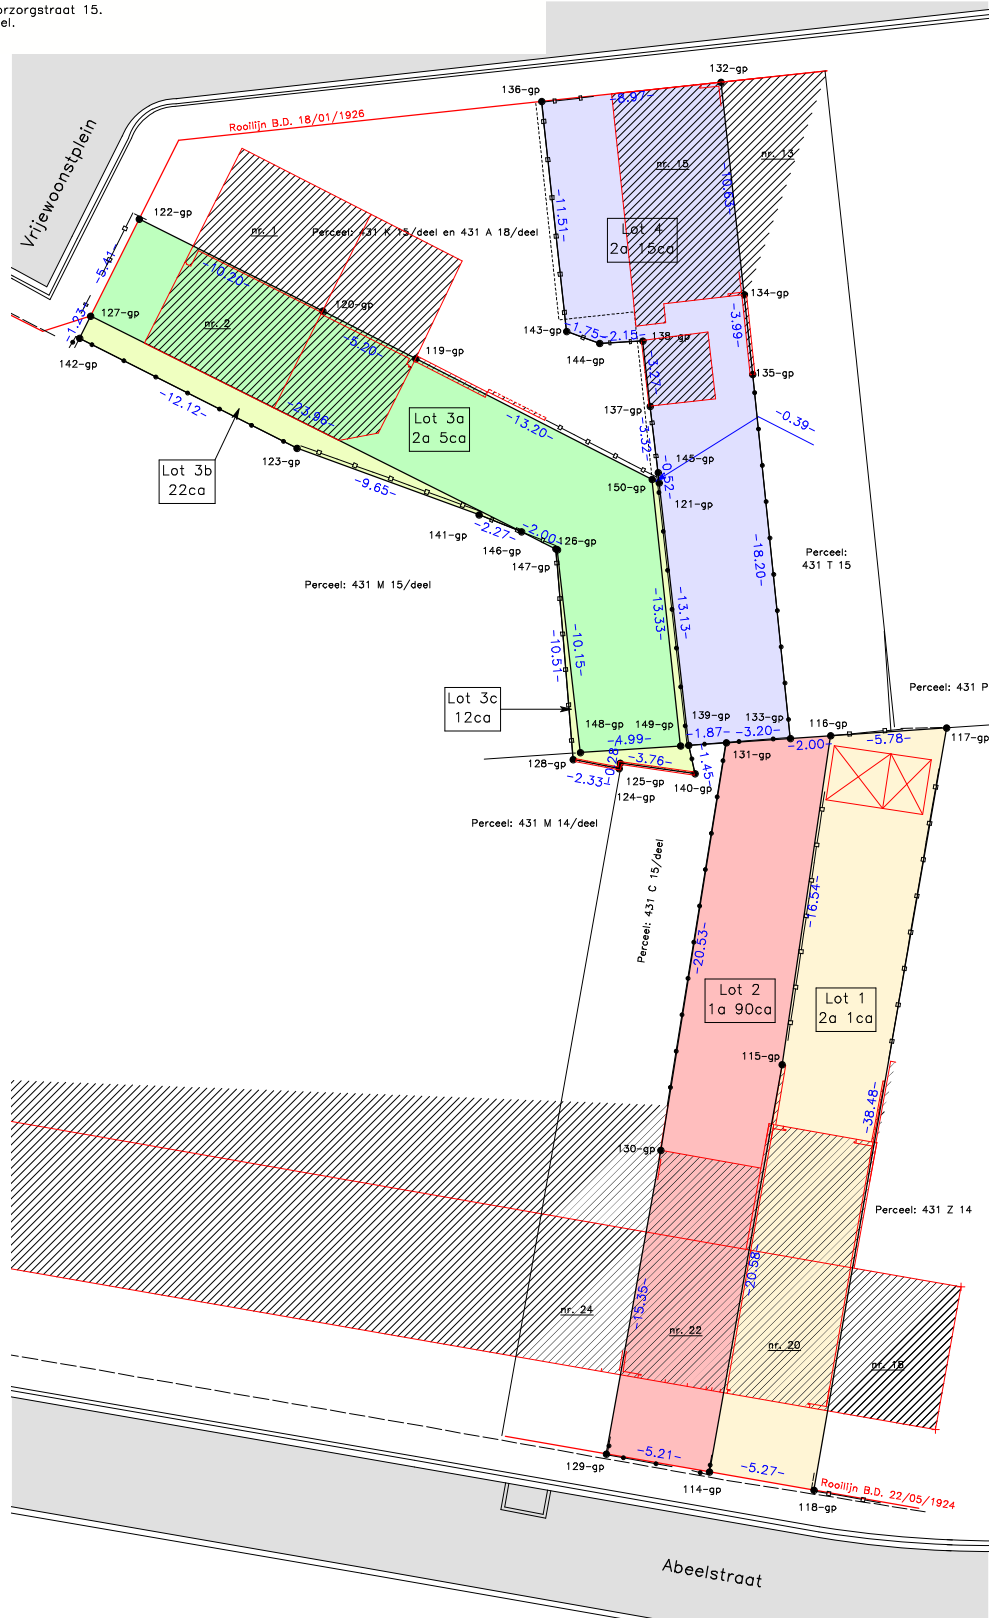 orzorgstraat 15.
el.
Vrijewoonstplein
Rooilijn B.D. 18/01/1926
136-gp
132-gp
-8.97-
nr. 15
nr. 13
-10.63-
-11.51-
122-gp
nr. 1
Perceel: 431 K 15/deel en 431 A 18/deel
Lot 4
2a 15ca
-5.41-
-10.20-
127-gp
-1.23-
142-gp
nr. 2
120-gp
-5.20-
119-gp
134-gp
-3.99-
143-gp
-1.75-
-2.15-
144-gp
138-gp
-3.27-
135-gp
137-gp
-12.12-
-23.96-
Lot 3a
2a 5ca
-13.20-
-3.32-
-0.39-
Lot 3b
22ca
123-gp
-9.65-
145-gp
-0.52-
150-gp
121-gp
141-gp
-2.27-
-2.00-
146-gp
126-gp
147-gp
Perceel: 431 M 15/deel
Perceel:
431 T 15
-18.20-
-13.33-
-13.13-
-10.51-
-10.15-
Lot 3c
12ca
Perceel: 431 P
148-gp
149-gp
139-gp
133-gp
116-gp
117-gp
-4.99-
-1.87-
-3.20-
-2.00-
-5.78-
131-gp
128-gp
-2.33-
-0.28-
-3.76-
-1.45-
125-gp
124-gp
140-gp
Perceel: 431 M 14/deel
Perceel: 431 C 15/deel
-20.53-
-16.54-
Lot 2
1a 90ca
Lot 1
2a 1ca
115-gp
-38.48-
130-gp
Perceel: 431 Z 14
-20.58-
-15.35-
nr. 24
nr. 22
nr. 20
nr. 18
-5.21-
-5.27-
129-gp
114-gp
118-gp
Rooilijn B.D. 22/05/1924
Abeelstraat